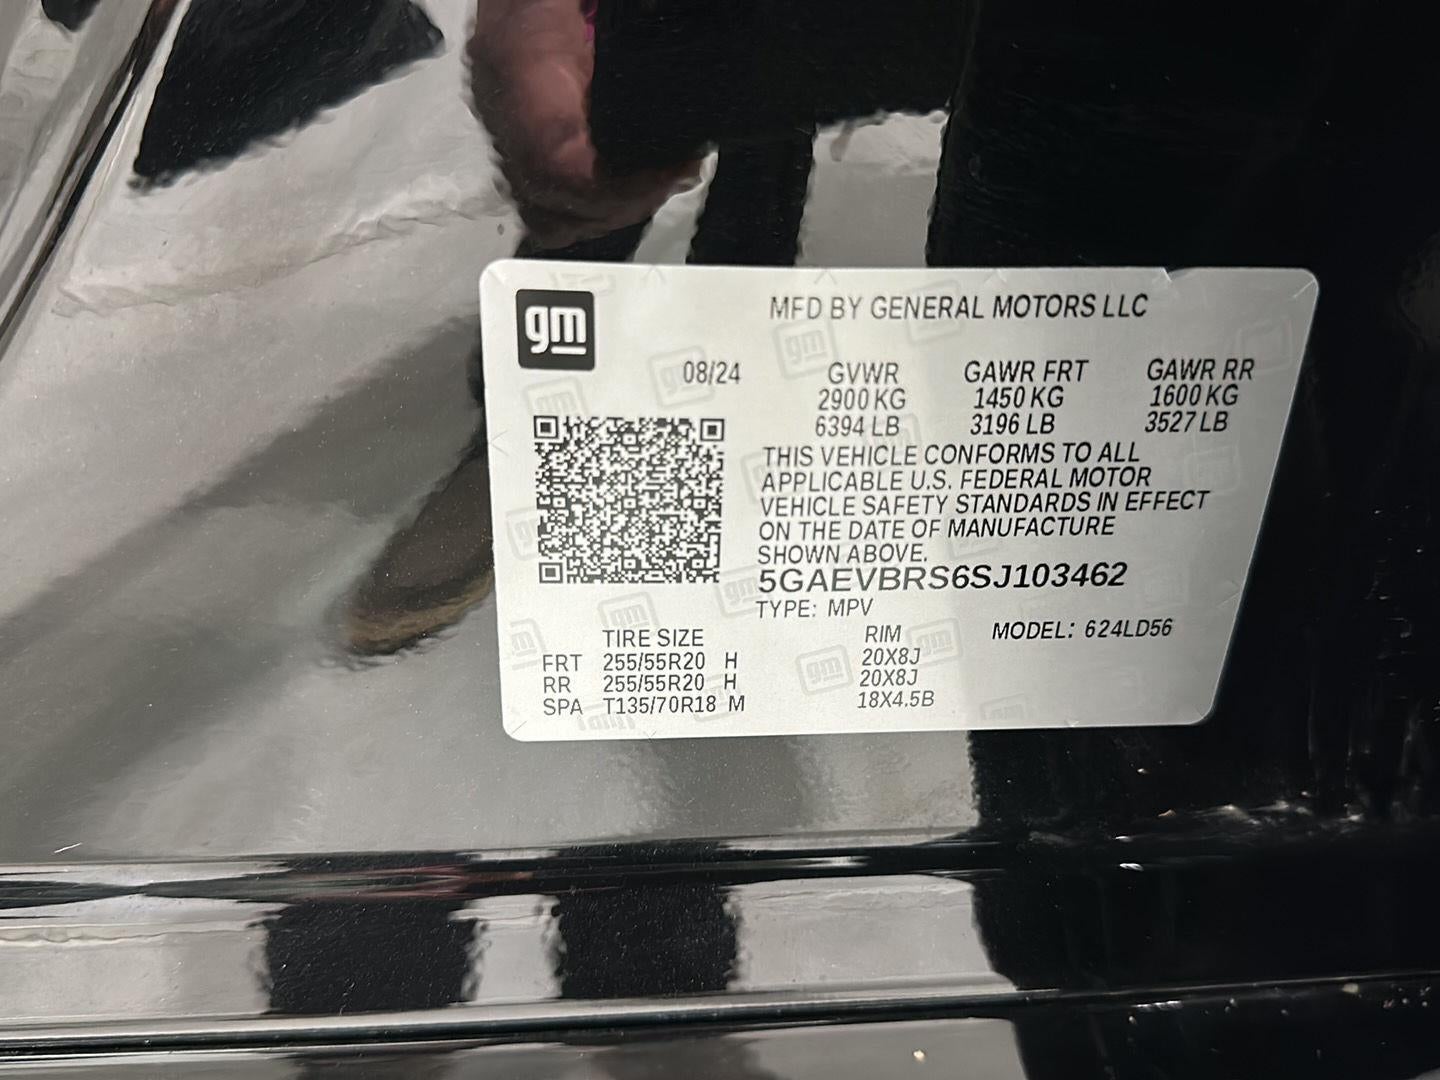 gm
MFD BY GENERAL MOTORS LLC
08/24 GVWR GAWR FRT GAWR RR
2900 KG 1450 KG 1600 KG
6394 LB 3196 LB 3527 LB
THIS VEHICLE CONFORMS TO ALL
APPLICABLE U.S. FEDERAL MOTOR
VEHICLE SAFETY STANDARDS IN EFFECT
ON THE DATE OF MANUFACTURE
SHOWN ABOVE.
5GAEVBRS6SJ103462
TYPE: MPV
TIRE SIZE RIM MODEL: 624LD56
FRT 255/55R20 H 20X8J
RR 255/55R20 H 20X8J
SPA T135/70R18 M 18X4.5B